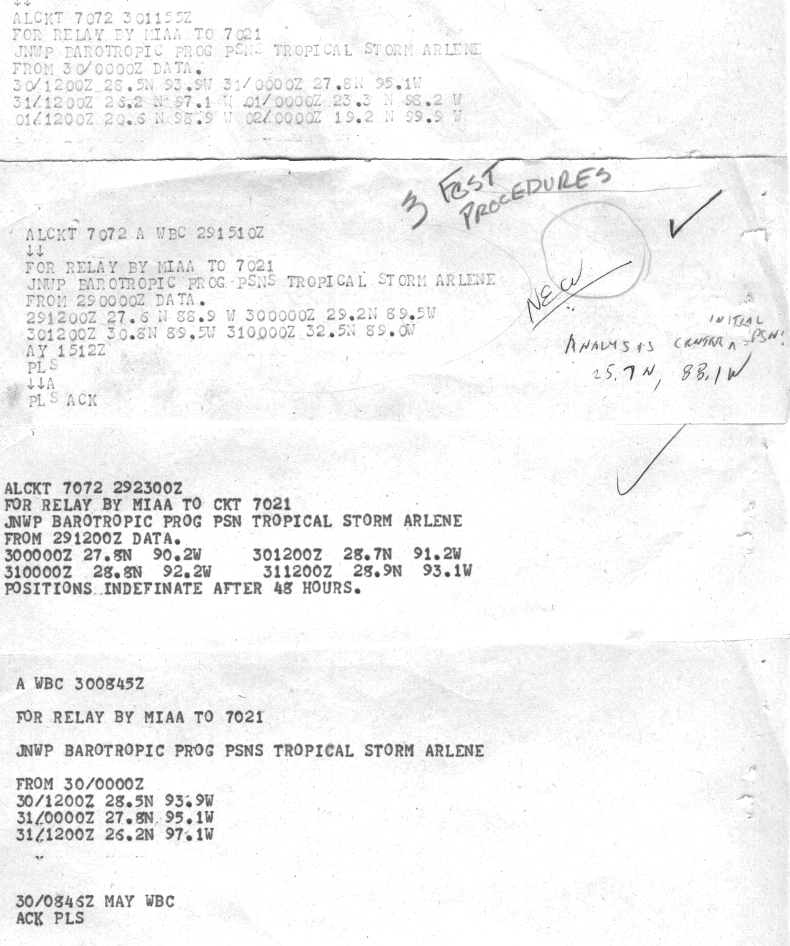 ↓↓
ALCKT 7072 301155Z
FOR RELAY BY MIAA TO 7021
JNWP BAROTROPIC PROG PSNS TROPICAL STORM ARLENE
FROM 30/0000Z DATA.
30/1200Z 28.5N 93.9W 31/0000Z 27.8N 95.1W
31/1200Z 26.2 N 97.1 W 01/0000Z 23.3 N 98.2 W
01/1200Z 20.6 N 98.9 W 02/0000Z 19.2 N 99.9 W
3 FCST
PROCEDURES
ALCKT 7072 A WBC 291510Z
↓↓
FOR RELAY BY MIAA TO 7021
JNWP BAROTROPIC PROG PSNS TROPICAL STORM ARLENE
FROM 290000Z DATA.
291200Z 27.6 N 88.9 W 300000Z 29.2N 89.5W
301200Z 30.8N 89.5W 310000Z 32.5N 89.0W
AY 1512Z
PLS
↓↓A
PLS ACK
NEW
INITIAL
ANALYSIS CENTER = PSN:
25.7N, 88.1W
ALCKT 7072 292300Z
FOR RELAY BY MIAA TO CKT 7021
JNWP BAROTROPIC PROG PSN TROPICAL STORM ARLENE
FROM 291200Z DATA.
300000Z 27.8N 90.2W 301200Z 28.7N 91.2W
310000Z 28.8N 92.2W 311200Z 28.9N 93.1W
POSITIONS INDEFINATE AFTER 48 HOURS.
A WBC 300845Z
FOR RELAY BY MIAA TO 7021
JNWP BAROTROPIC PROG PSNS TROPICAL STORM ARLENE
FROM 30/0000Z
30/1200Z 28.5N 93.9W
31/0000Z 27.8N 95.1W
31/1200Z 26.2N 97.1W
30/0846Z MAY WBC
ACK PLS